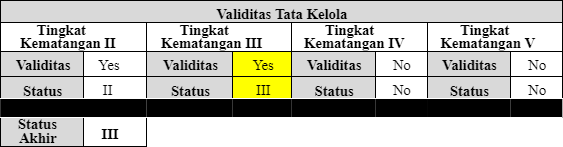 Validitas Tata Kelola
Tingkat Kematangan II Tingkat Kematangan III Tingkat Kematangan IV Tingkat Kematangan V
Validitas Yes Validitas Yes Validitas No Validitas No
Status II Status III Status No Status No
Status Akhir III